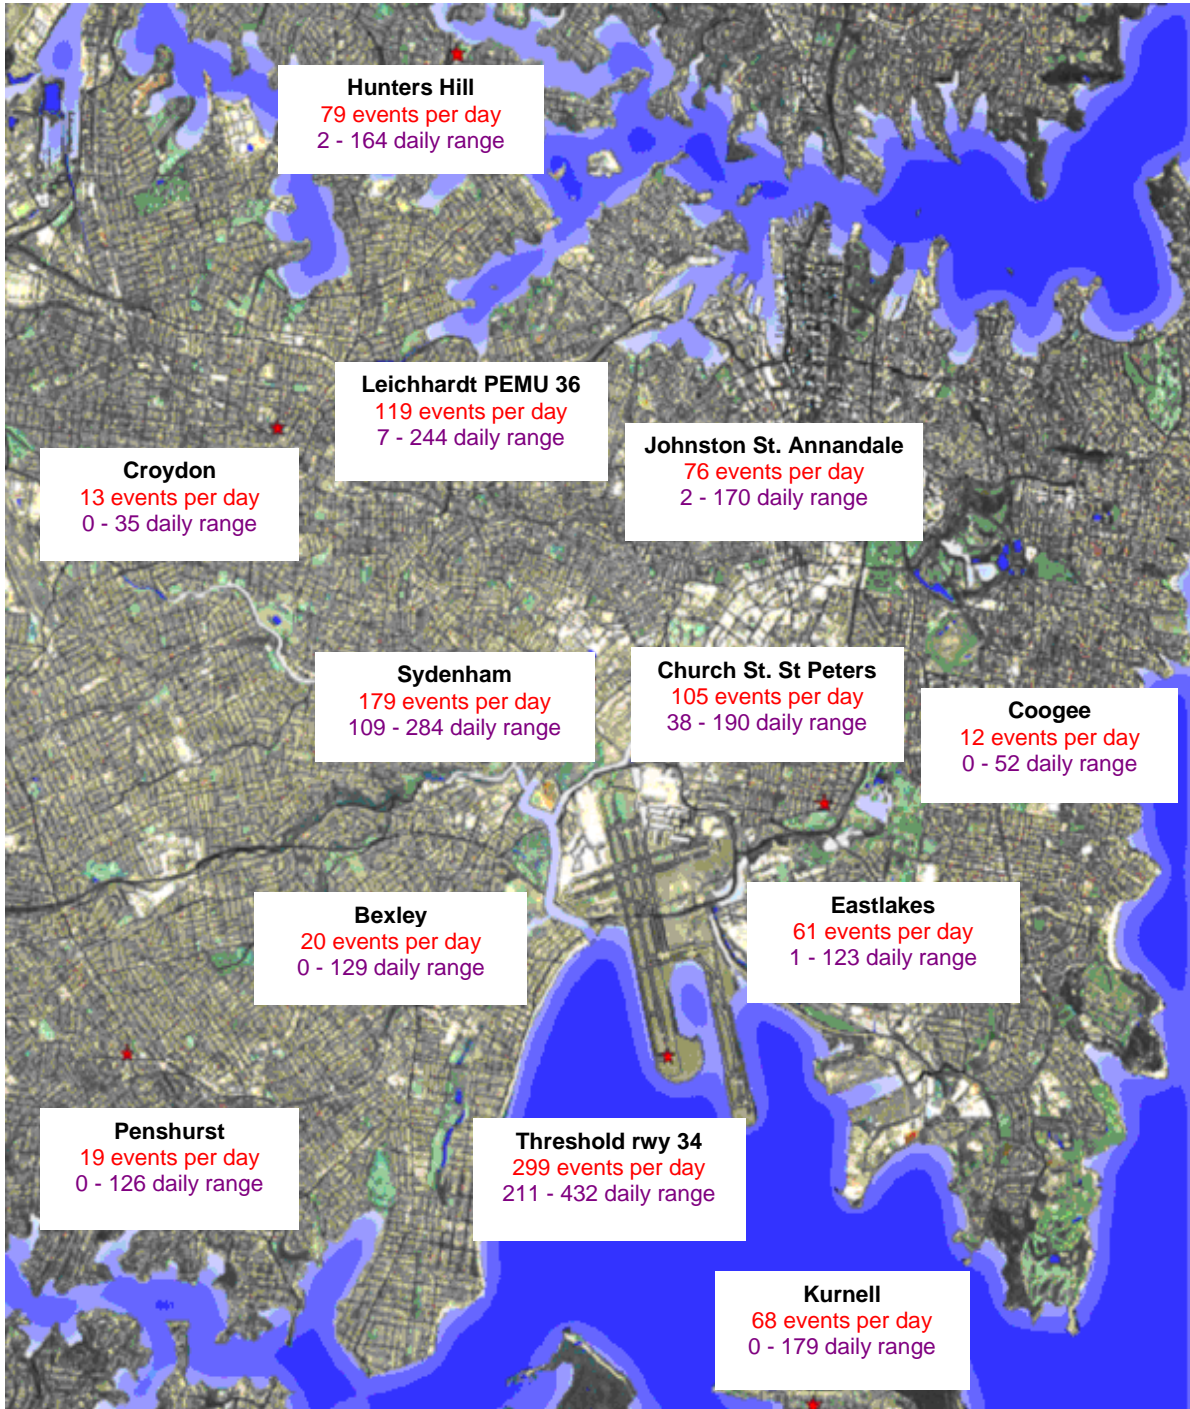 Hunters Hill
79 events per day
2 - 164 daily range
Leichhardt PEMU 36
119 events per day
7 - 244 daily range
Johnston St. Annandale
76 events per day
2 - 170 daily range
Croydon
13 events per day
0 - 35 daily range
Sydenham
179 events per day
109 - 284 daily range
Church St. St Peters
105 events per day
38 - 190 daily range
Coogee
12 events per day
0 - 52 daily range
Bexley
20 events per day
0 - 129 daily range
Eastlakes
61 events per day
1 - 123 daily range
Penshurst
19 events per day
0 - 126 daily range
Threshold rwy 34
299 events per day
211 - 432 daily range
Kurnell
68 events per day
0 - 179 daily range